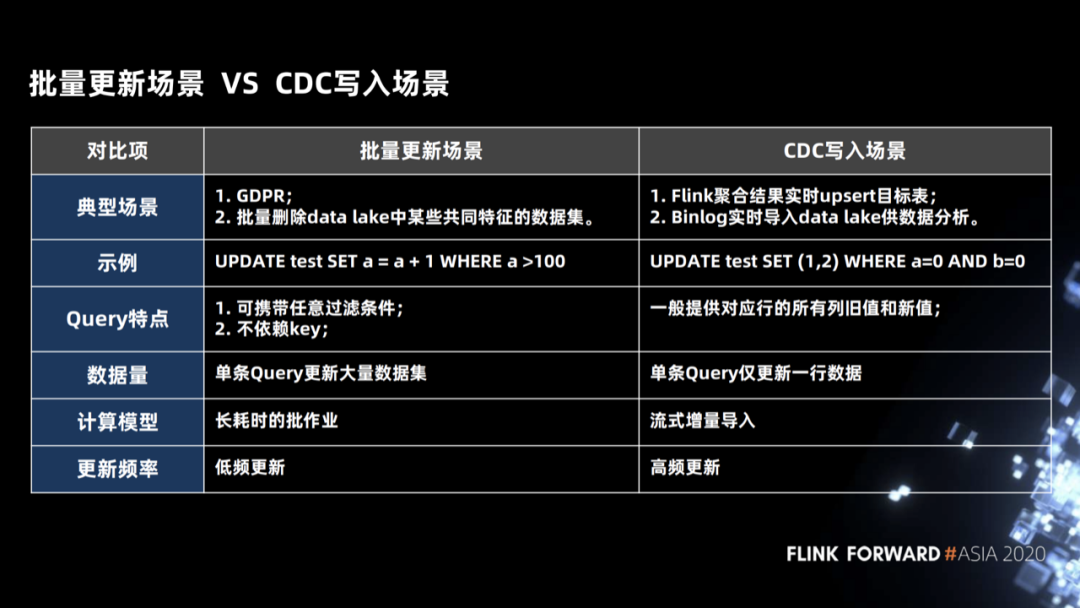 批量更新场景 VS CDC写入场景
对比项 批量更新场景 CDC写入场景
典型场景
1. GDPR；
2. 批量删除data lake中某些共同特征的数据集。
1. Flink聚合结果实时upsert目标表；
2. Binlog实时导入data lake供数据分析。
示例
UPDATE test SET a = a + 1 WHERE a >100
UPDATE test SET (1,2) WHERE a=0 AND b=0
Query特点
1. 可携带任意过滤条件；
2. 不依赖key；
一般提供对应行的所有列旧值和新值；
数据量
单条Query更新大量数据集
单条Query仅更新一行数据
计算模型
长耗时的批作业
流式增量导入
更新频率
低频更新
高频更新
FLINK FORWARD #ASIA 2020